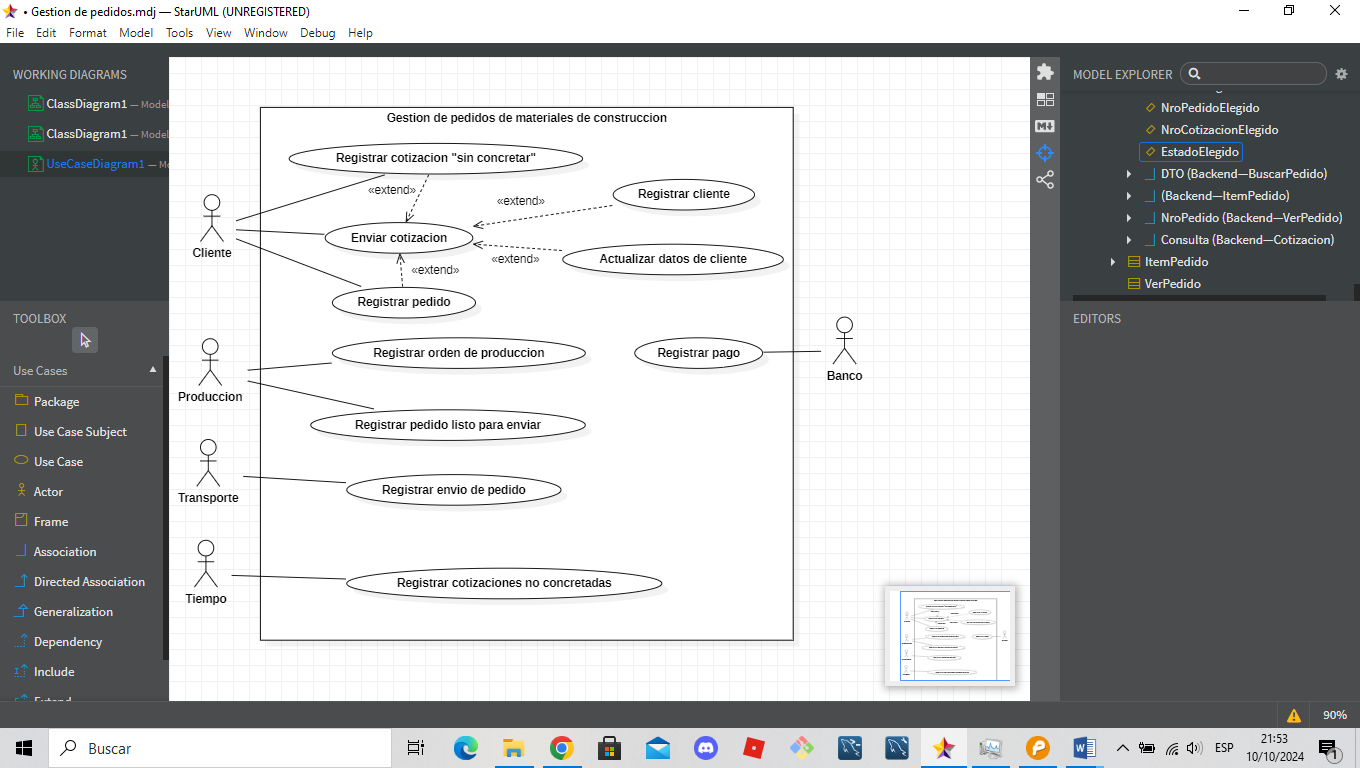 • Gestion de pedidos.mdj — StarUML (UNREGISTERED)
File Edit Format Model Tools View Window Debug Help
WORKING DIAGRAMS
ClassDiagram1 — Model
ClassDiagram1 — Model
UseCaseDiagram1 — Mo
TOOLBOX
Use Cases
Package
Use Case Subject
Use Case
Actor
Frame
Association
Directed Association
Generalization
Dependency
Include
Extend
Gestion de pedidos de materiales de construccion
Registrar cotizacion "sin concretar"
«extend»
Registrar cliente
«extend»
Enviar cotizacion
Cliente
«extend»
Actualizar datos de cliente
«extend»
Registrar pedido
Registrar orden de produccion
Registrar pago
Banco
Produccion
Registrar pedido listo para enviar
Registrar envio de pedido
Transporte
Registrar cotizaciones no concretadas
Tiempo
MODEL EXPLORER
NroPedidoElegido
NroCotizacionElegido
EstadoElegido
DTO (Backend—BuscarPedido)
(Backend—ItemPedido)
NroPedido (Backend—VerPedido)
Consulta (Backend—Cotizacion)
ItemPedido
VerPedido
EDITORS
90%
Buscar
ESP
21:53
10/10/2024
1